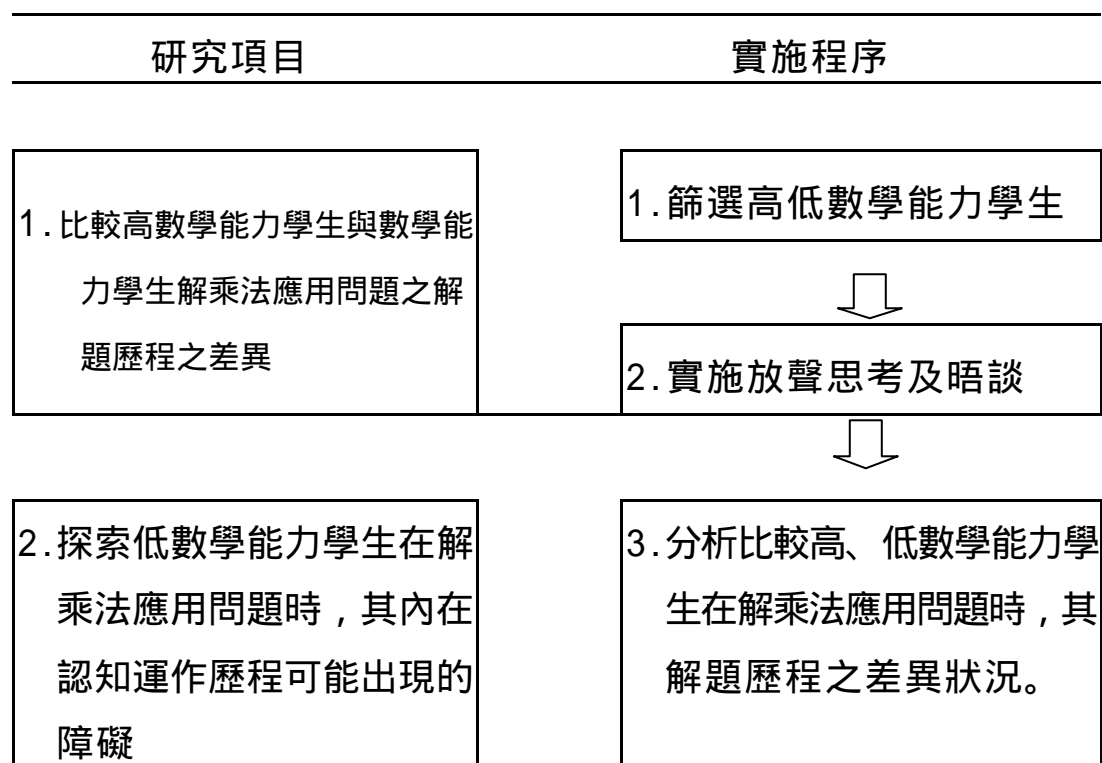 研究項目
實施程序
1.比較高數學能力學生與數學能
力學生解乘法應用問題之解
題歷程之差異
1.篩選高低數學能力學生
2.實施放聲思考及晤談
2.探索低數學能力學生在解
乘法應用問題時，其內在
認知運作歷程可能出現的
障礙
3.分析比較高、低數學能力學
生在解乘法應用問題時，其
解題歷程之差異狀況。